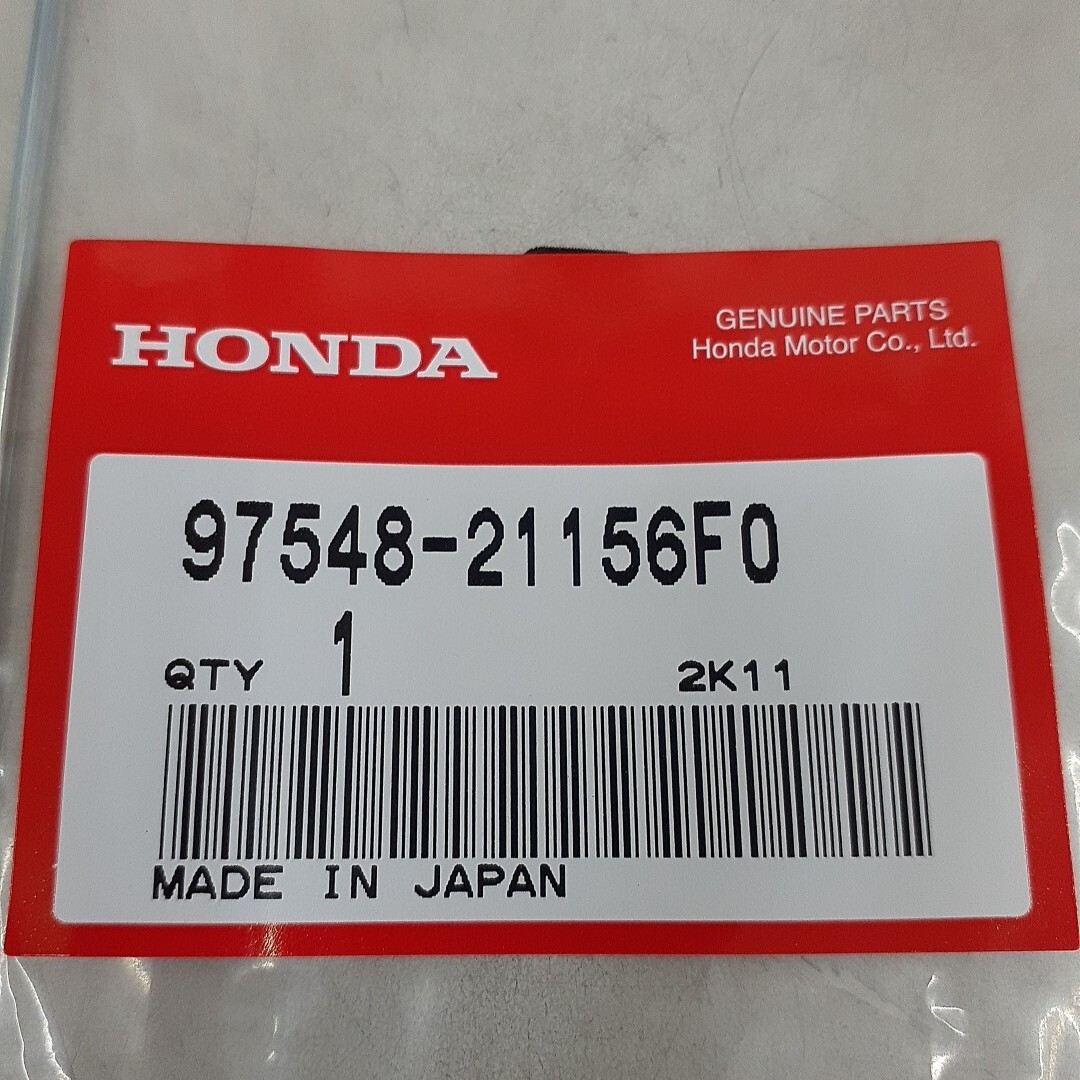 HONDA
GENUINE PARTS
Honda Motor Co., Ltd.
97548-21156F0
QTY 1 2K11
MADE IN JAPAN